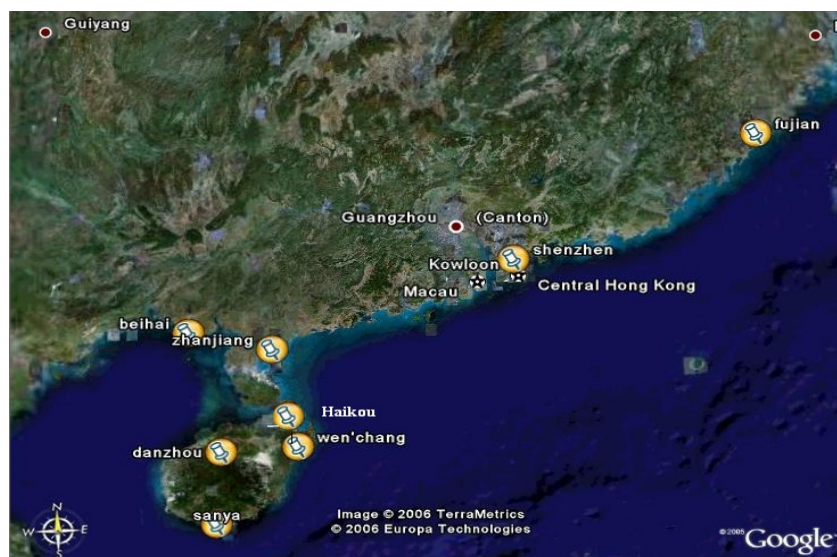 Guiyang
fujian
Guangzhou (Canton)
shenzhen
Kowloon
Macau
Central Hong Kong
beihai
zhanjiang
Haikou
wen'chang
danzhou
sanya
N
W E
S
Image © 2006 TerraMetrics
© 2006 Europa Technologies
© 2005 Google